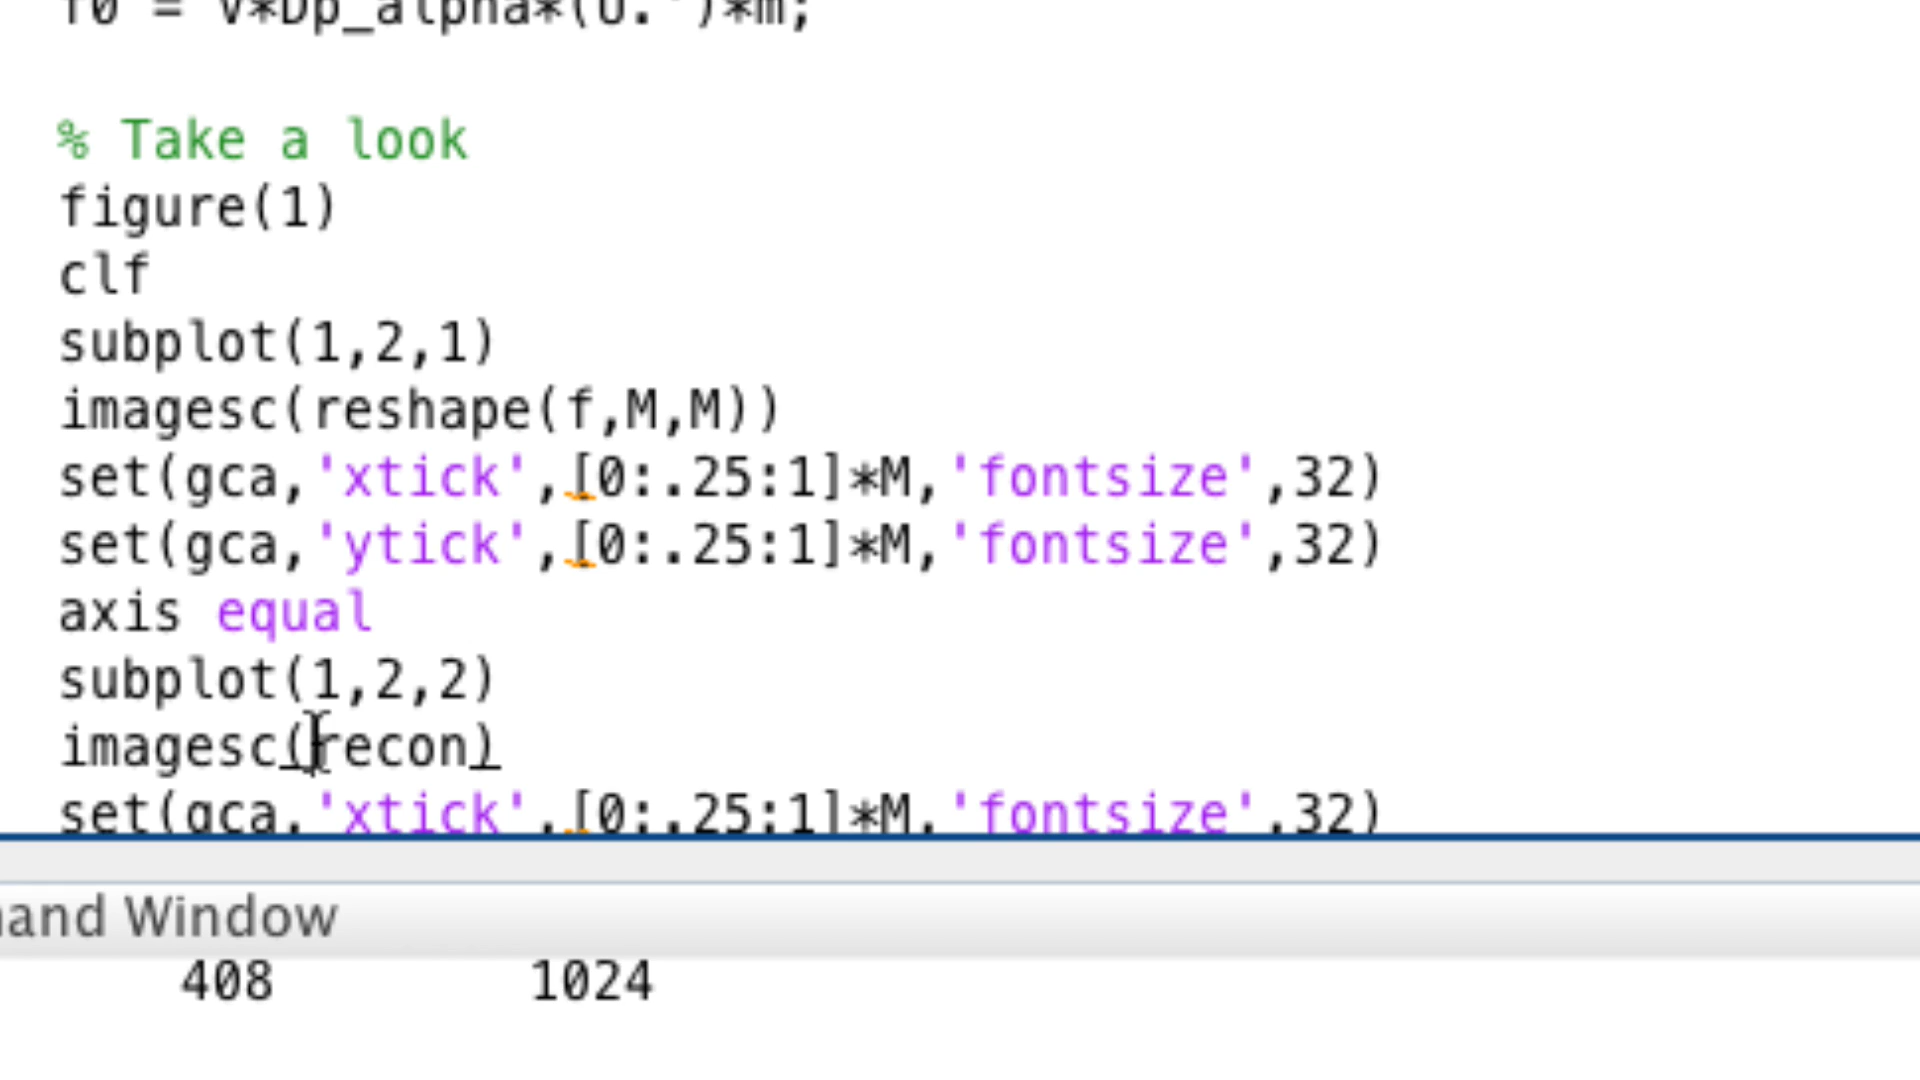 f0 = V*Dp_alpha*(U.')*m;
% Take a look
figure(1)
clf
subplot(1,2,1)
imagesc(reshape(f,M,M))
set(gca,'xtick',[0:.25:1]*M,'fontsize',32)
set(gca,'ytick',[0:.25:1]*M,'fontsize',32)
axis equal
subplot(1,2,2)
imagesc(recon)
set(gca,'xtick',[0:.25:1]*M,'fontsize',32)
and Window
408 1024